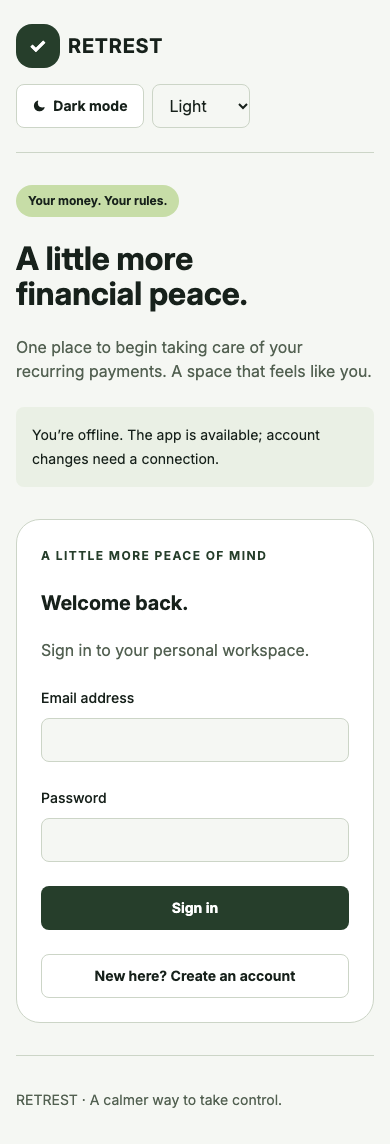 RETREST
Dark mode
Light
Your money. Your rules.
A little more
financial peace.
One place to begin taking care of your
recurring payments. A space that feels like you.
You’re offline. The app is available; account
changes need a connection.
A LITTLE MORE PEACE OF MIND
Welcome back.
Sign in to your personal workspace.
Email address
Password
Sign in
New here? Create an account
RETREST · A calmer way to take control.